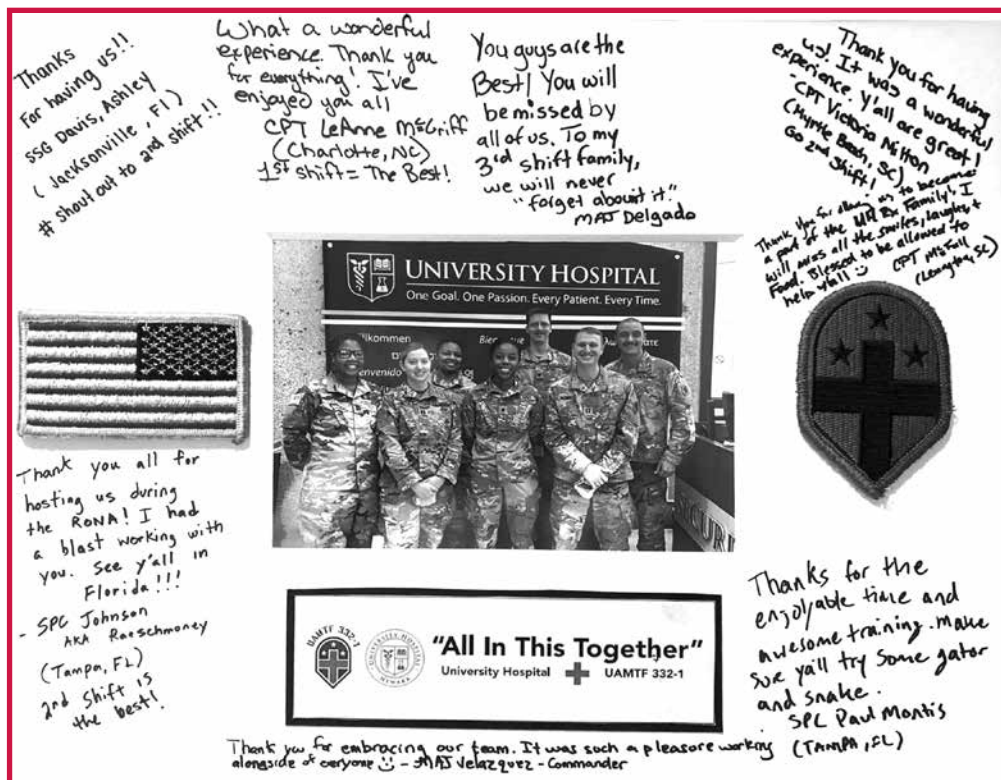 Thanks
For having us!!
SSG Davis, Ashley
(Jacksonville, Fl)
# shout out to 2nd shift!!
What a wonderful
experience. Thank you
for everything! I've
enjoyed you all
CPT LeAnne McGriff
(Charlotte, NC)
1st shift = The Best!
You guys are the
Best! You will
be missed by
all of us. To my
3rd shift family,
we will never
"forget about it."
MAJ Delgado
Thank you for having
us! It was a wonderful
experience. Y'all are great!
- CPT Victoria
(Myrtle Beach, SC)
Go 2nd Shift!
Thank you for allowing us to become
a part of the UH Rx Family! I
will miss all the smiles, laughs, +
Food. Blessed to be allowed to
help y'all
CPT McFall
(Lexington, SC)
UNIVERSITY HOSPITAL
One Goal. One Passion. Every Patient. Every Time.
Willkommen
Bienvenue
Bienvenido
SECURI
Thank you all for
hosting us during
the RONA! I had
a blast working with
you. See y'all in
Florida!!!
- SPC Johnson
AKA Raeschmoney
(Tampa, FL)
2nd Shift is
the best!
UAMTF 332-1
UNIVERSITY HOSPITAL
NEWARK
"All In This Together"
University Hospital
UAMTF 332-1
Thanks for the
enjoyable time and
awesome training. Make
sure ya'll try some gator
and snake.
SPC Paul Montis
(TAMPA, FL)
Thank you for embracing our team. It was such a pleasure working
alongside of everyone - MAJ Velazquez - Commander